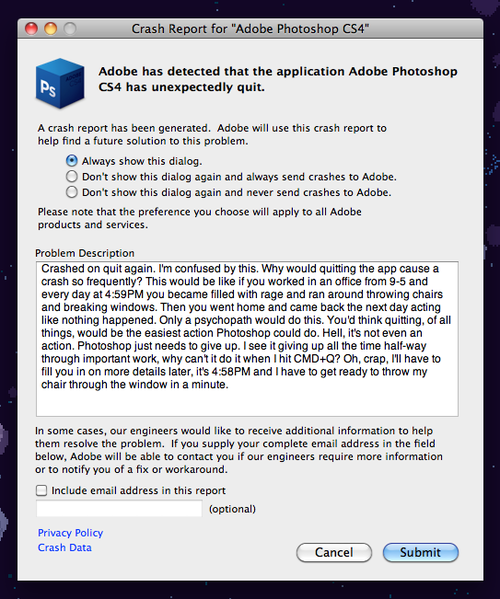 Crash Report for "Adobe Photoshop CS4"
Ps
Adobe has detected that the application Adobe Photoshop
CS4 has unexpectedly quit.
A crash report has been generated. Adobe will use this crash report to
help find a future solution to this problem.
Always show this dialog.
Don't show this dialog again and always send crashes to Adobe.
Don't show this dialog again and never send crashes to Adobe.
Please note that the preference you choose will apply to all Adobe
products and services.
Problem Description
Crashed on quit again. I'm confused by this. Why would quitting the app cause a
crash so frequently? This would be like if you worked in an office from 9-5 and
every day at 4:59PM you became filled with rage and ran around throwing chairs
and breaking windows. Then you went home and came back the next day acting
like nothing happened. Only a psychopath would do this. You'd think quitting, of all
things, would be the easiest action Photoshop could do. Hell, it's not even an
action. Photoshop just needs to give up. I see it giving up all the time half-way
through important work, why can't it do it when I hit CMD+Q? Oh, crap, I'll have to
fill you in on more details later, it's 4:58PM and I have to get ready to throw my
chair through the window in a minute.
In some cases, our engineers would like to receive additional information to help
them resolve the problem. If you supply your complete email address in the field
below, Adobe will be able to contact you if our engineers require more information
or to notify you of a fix or workaround.
Include email address in this report
(optional)
Privacy Policy
Crash Data
Cancel
Submit